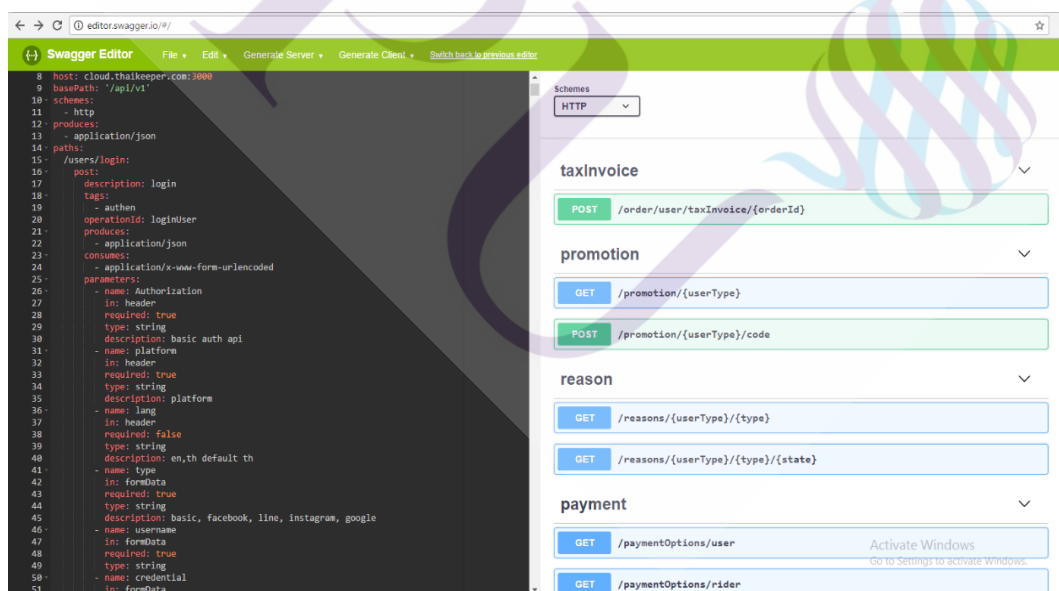 editor.swagger.io/#/
Swagger Editor File Edit Generate Server Generate Client Switch back to previous editor
8 host: cloud.thaikeeper.com:3000
9 basePath: '/api/v1'
10 schemes:
11 - http
12 produces:
13 - application/json
14 paths:
15 /users/login:
16 post:
17 description: login
18 tags:
19 - authen
20 operationId: loginUser
21 produces:
22 - application/json
23 consumes:
24 - application/x-www-form-urlencoded
25 parameters:
26 - name: Authorization
27 in: header
28 required: true
29 type: string
30 description: basic auth api
31 - name: platform
32 in: header
33 required: true
34 type: string
35 description: platform
36 - name: lang
37 in: header
38 required: false
39 type: string
40 description: en,th default th
41 - name: type
42 in: formData
43 required: true
44 type: string
45 description: basic, facebook, line, instagram, google
46 - name: username
47 in: formData
48 required: true
49 type: string
50 - name: credential
51 in: formData
Schemes
HTTP
taxInvoice
POST /order/user/taxInvoice/{orderId}
promotion
GET /promotion/{userType}
POST /promotion/{userType}/code
reason
GET /reasons/{userType}/{type}
GET /reasons/{userType}/{type}/{state}
payment
GET /paymentOptions/user
GET /paymentOptions/rider
Activate Windows
Go to Settings to activate Windows.